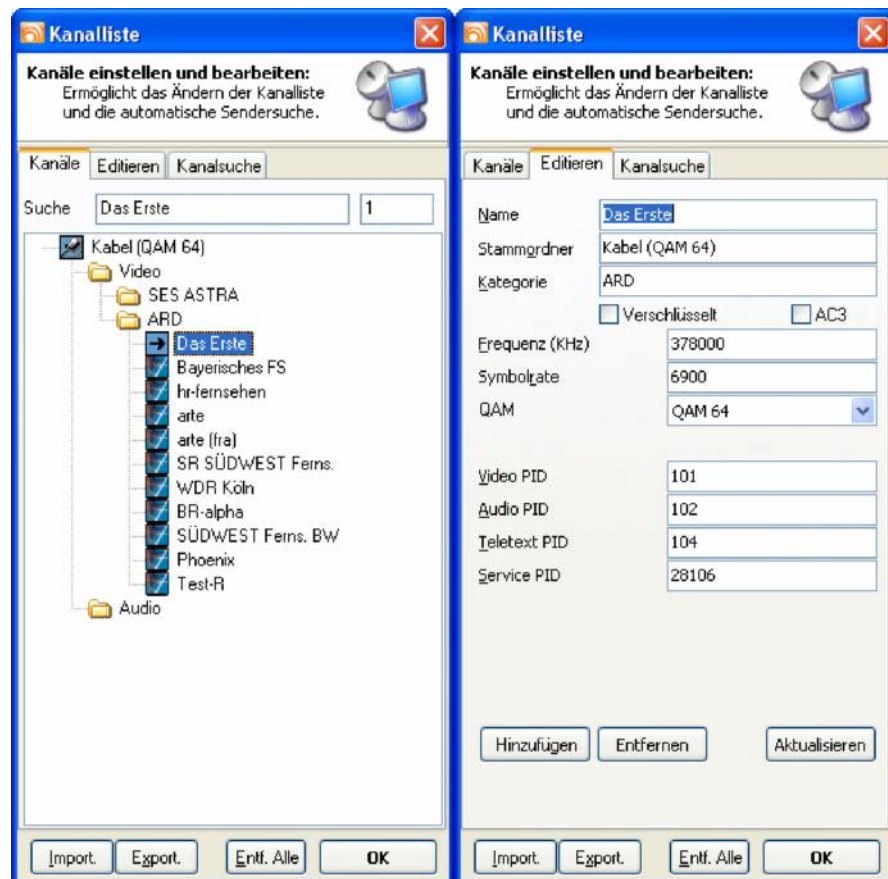 Kanalliste
Kanäle einstellen und bearbeiten:
Ermöglicht das Ändern der Kanalliste
und die automatische Sendersuche.
Kanäle Editieren Kanalsuche
Suche Das Erste 1
Kabel (QAM 64)
Video
SES ASTRA
ARD
Das Erste
Bayerisches FS
hr-fernsehen
arte
arte (fra)
SR SÜDWEST Ferns.
WDR Köln
BR-alpha
SÜDWEST Ferns. BW
Phoenix
Test-R
Audio
Import. Export. Entf. Alle OK
Kanalliste
Kanäle einstellen und bearbeiten:
Ermöglicht das Ändern der Kanalliste
und die automatische Sendersuche.
Kanäle Editieren Kanalsuche
Name Das Erste
Stammordner Kabel (QAM 64)
Kategorie ARD
Verschlüsselt AC3
Frequenz (KHz) 378000
Symbolrate 6900
QAM QAM 64
Video PID 101
Audio PID 102
Teletext PID 104
Service PID 28106
Hinzufügen Entfernen Aktualisieren
Import. Export. Entf. Alle OK